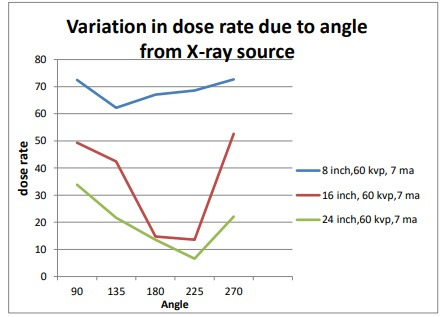 Variation in dose rate due to angle
from X-ray source
80
70
60
50
40
30
20
10
0
dose rate
90 135 180 225 270
Angle
8 inch,60 kvp, 7 ma
16 inch, 60 kvp,7 ma
24 inch,60 kvp,7 ma